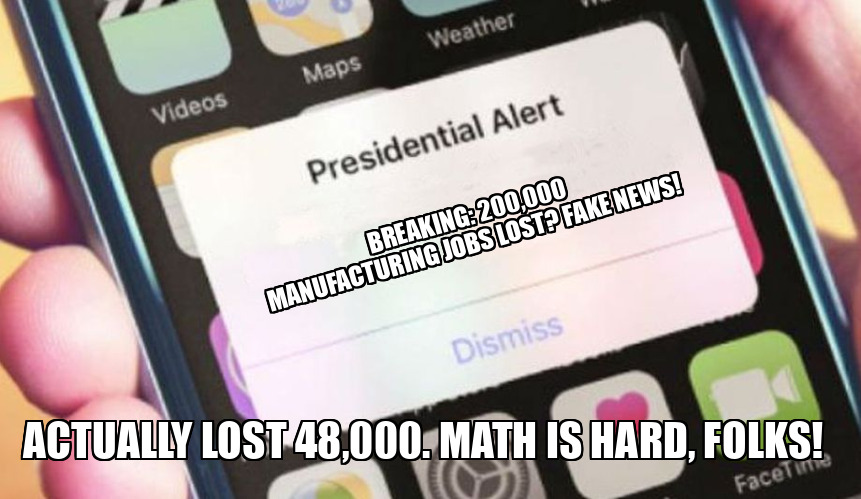 Videos
Maps
Weather
Presidential Alert
BREAKING: 200,000
MANUFACTURING JOBS LOST? FAKE NEWS!
Dismiss
ACTUALLY LOST 48,000. MATH IS HARD, FOLKS!
FaceTime